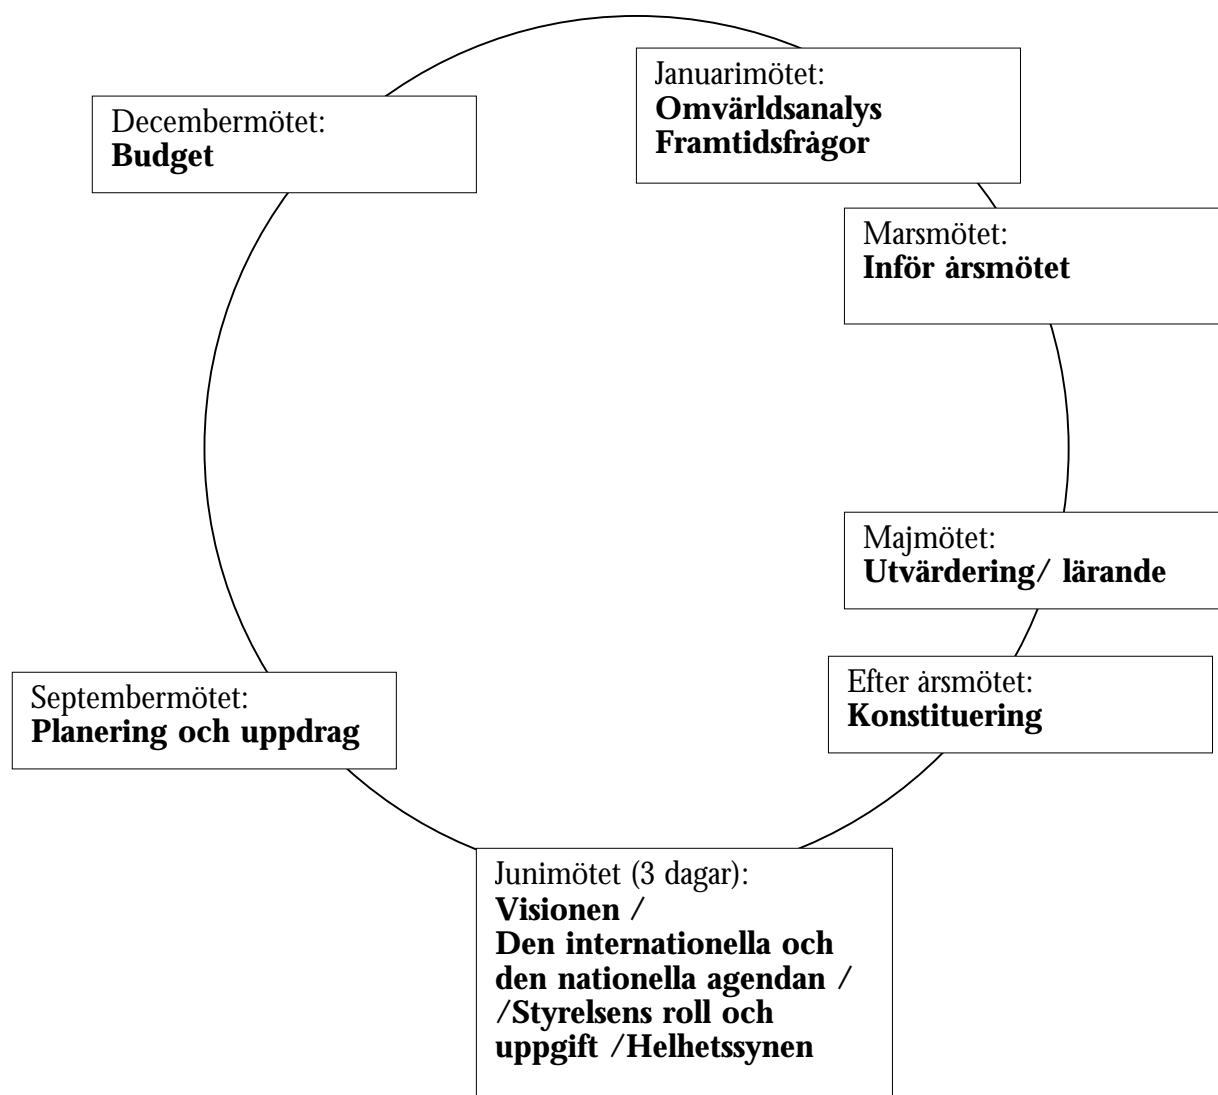 Januarimötet:
Omvärldsanalys
Framtidsfrågor
Decembermötet:
Budget
Marsmötet:
Inför årsmötet
Majmötet:
Utvärdering/ lärande
Efter årsmötet:
Konstituering
Septembermötet:
Planering och uppdrag
Junimötet (3 dagar):
Visionen /
Den internationella och
den nationella agendan /
/Styrelsens roll och
uppgift /Helhetssynen